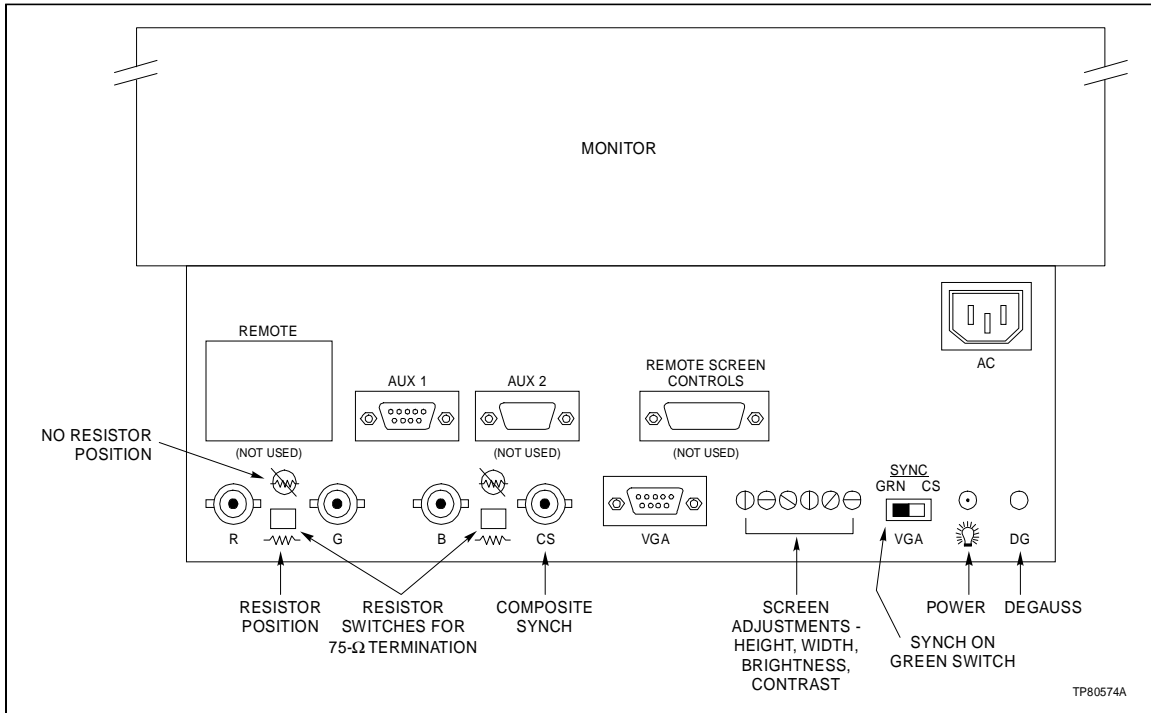 MONITOR
AC
REMOTE
AUX 1
AUX 2
REMOTE SCREEN
CONTROLS
(NOT USED)
(NOT USED)
(NOT USED)
NO RESISTOR
POSITION
SYNC
GRN CS
R
G
B
CS
VGA
VGA
DG
RESISTOR
POSITION
RESISTOR
SWITCHES FOR
75-Ω TERMINATION
COMPOSITE
SYNCH
SCREEN
ADJUSTMENTS -
HEIGHT, WIDTH,
BRIGHTNESS,
CONTRAST
SYNCH ON
GREEN SWITCH
POWER
DEGAUSS
TP80574A